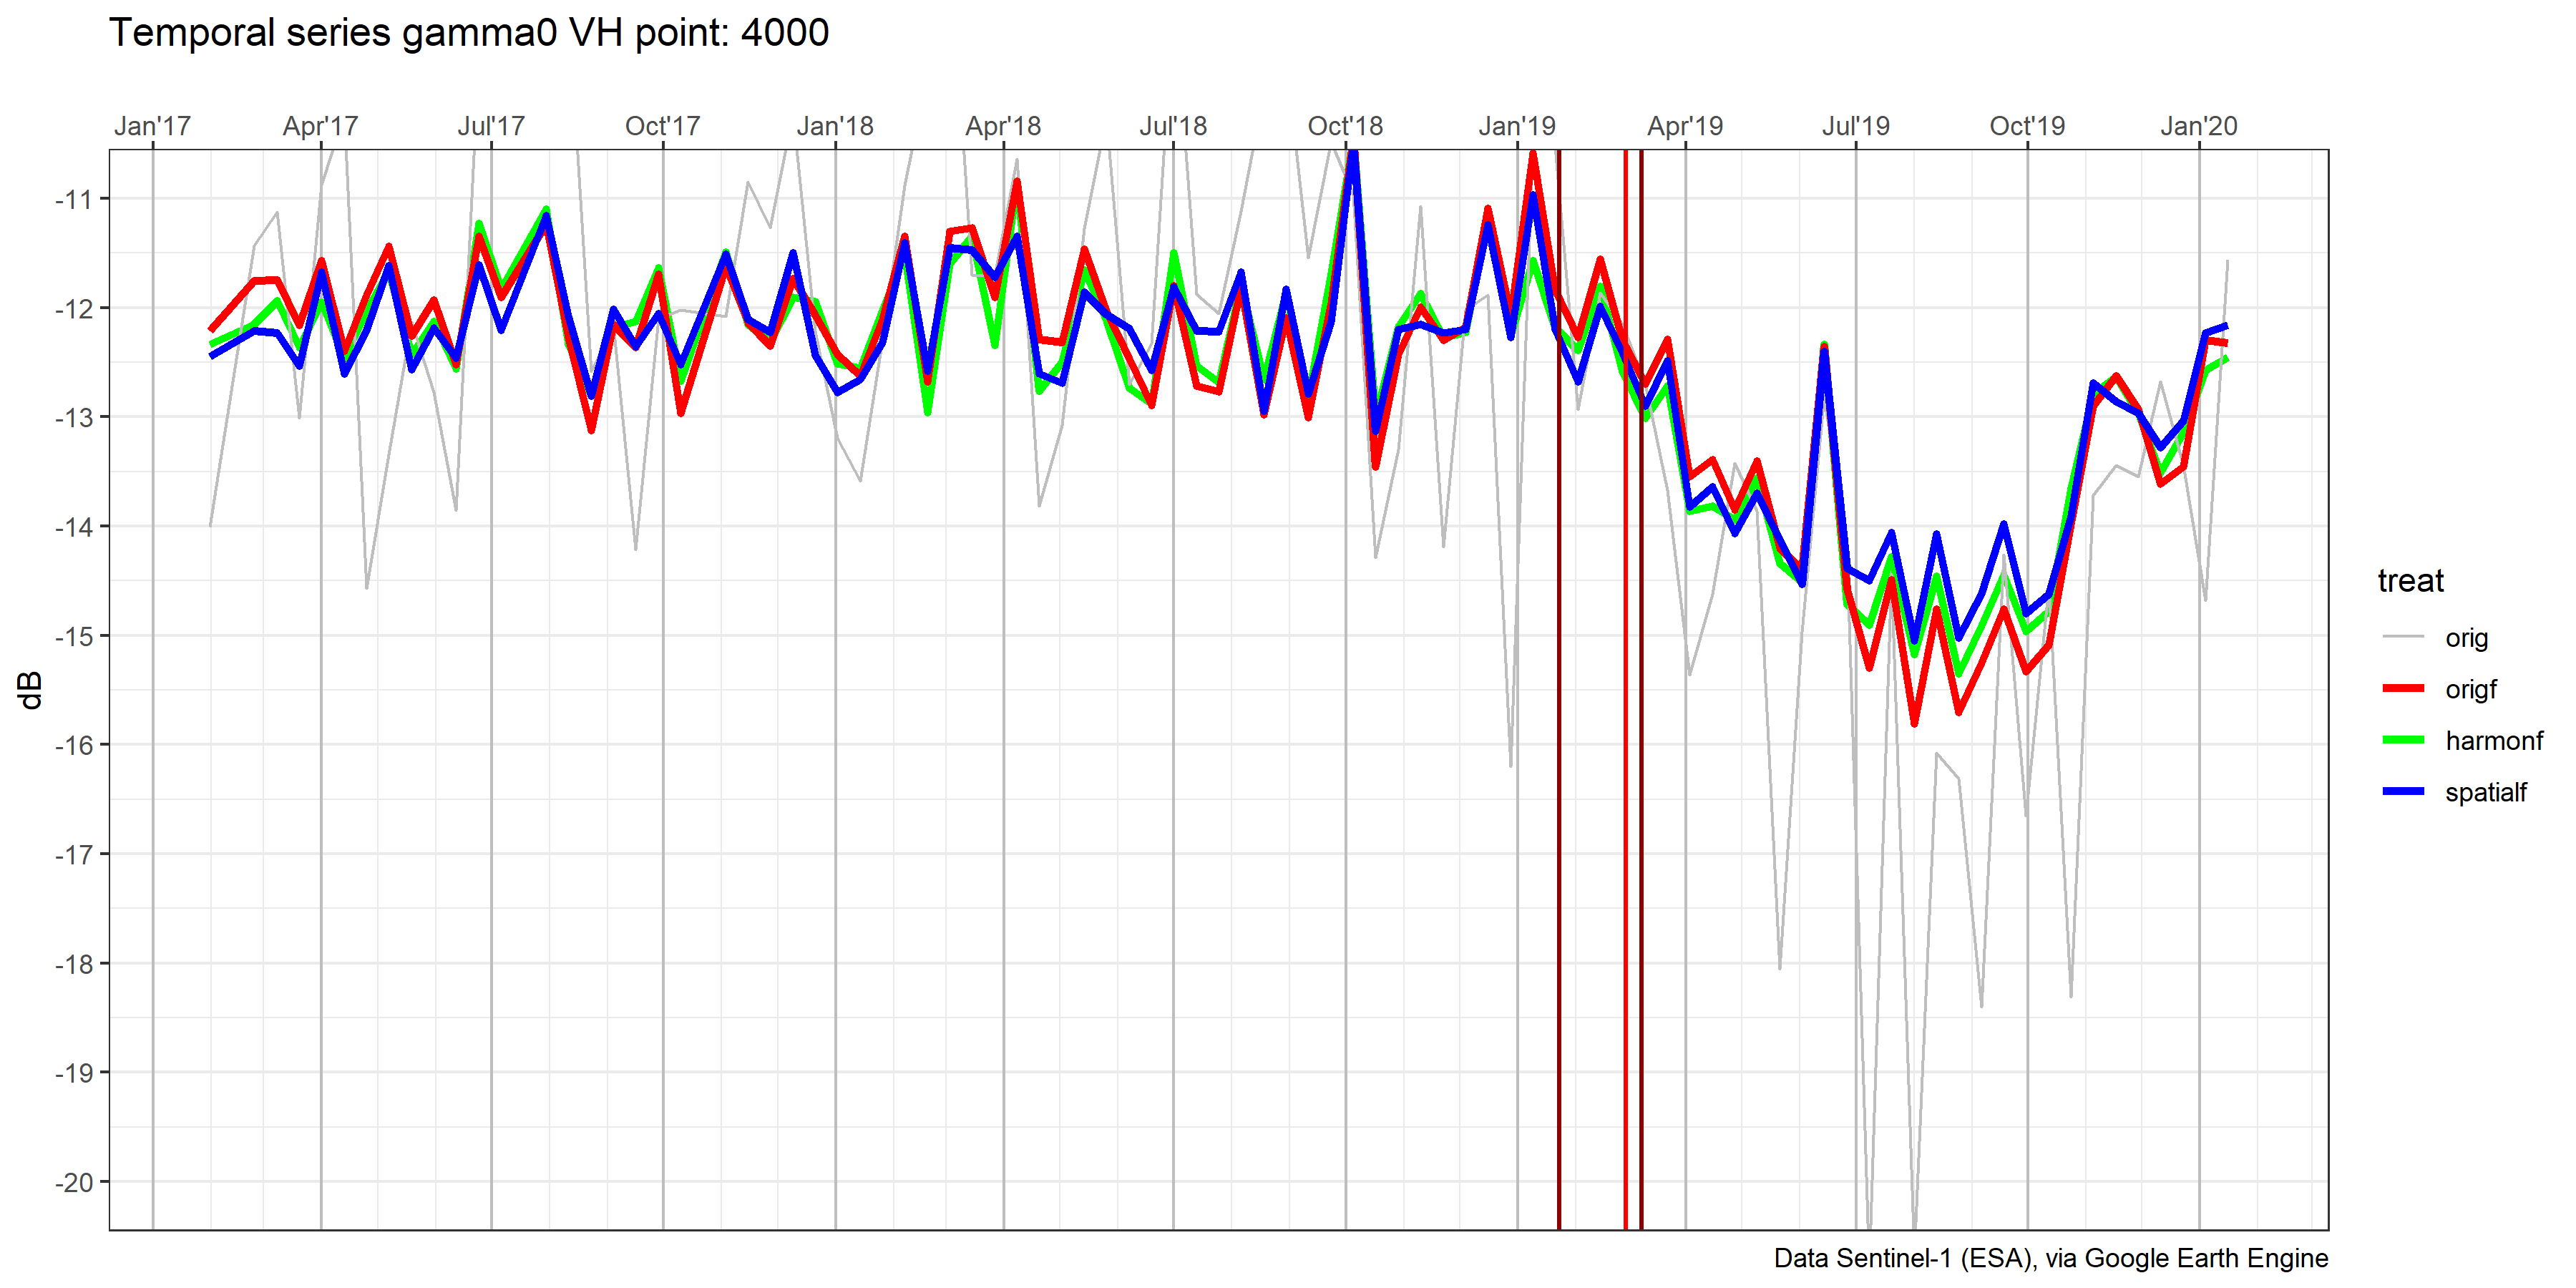 Temporal series gamma0 VH point: 4000
Jan'17 Apr'17 Jul'17 Oct'17 Jan'18 Apr'18 Jul'18 Oct'18 Jan'19 Apr'19 Jul'19 Oct'19 Jan'20
-11
-12
-13
-14
-15
-16
-17
-18
-19
-20
dB
treat
orig
origf
harmonf
spatialf
Data Sentinel-1 (ESA), via Google Earth Engine